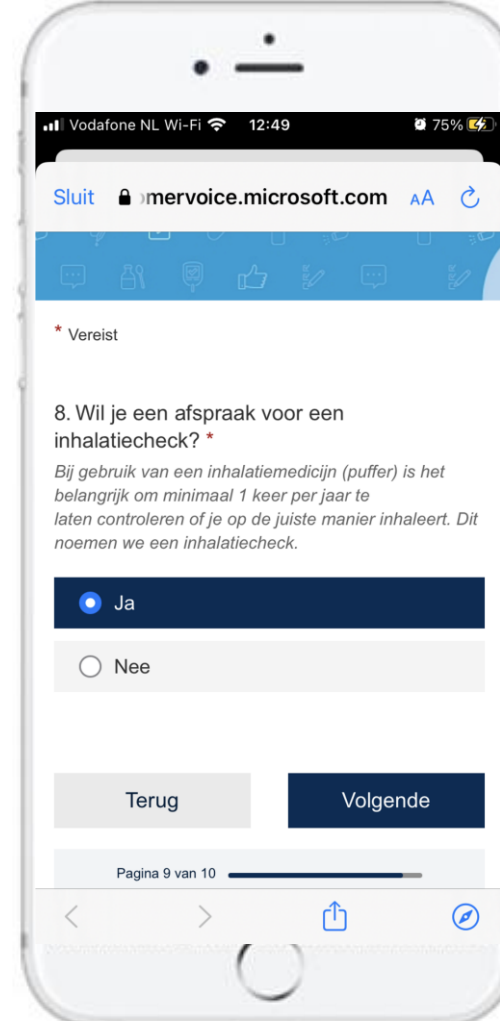 Vodafone NL Wi-Fi 12:49 75%
Sluit mervoice.microsoft.com AA
* Vereist
8. Wil je een afspraak voor een
inhalatiecheck? *
Bij gebruik van een inhalatiemedicijn (puffer) is het
belangrijk om minimaal 1 keer per jaar te
laten controleren of je op de juiste manier inhaleert. Dit
noemen we een inhalatiecheck.
Ja
Nee
Terug Volgende
Pagina 9 van 10